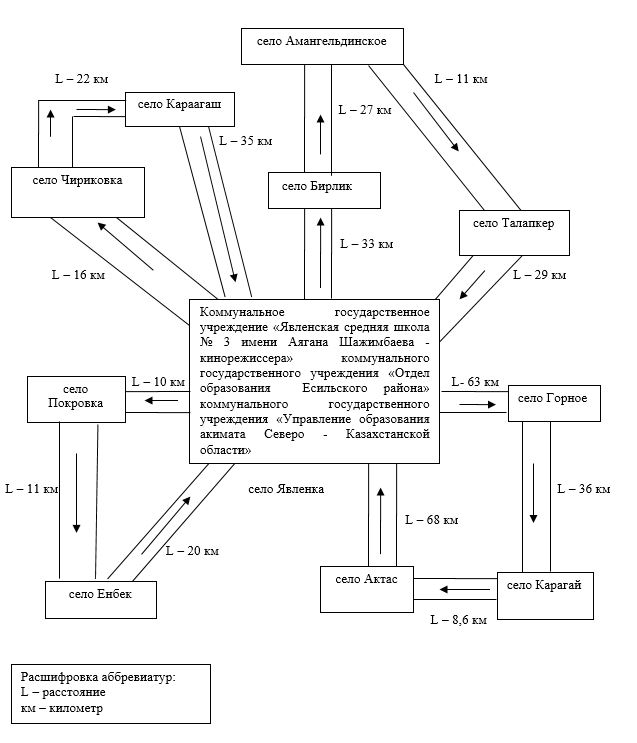 село Амангельдинское
L – 22 км
L – 11 км
село Караагаш
L – 27 км
L – 35 км
село Чириковка
село Бирлик
село Талапкер
L – 33 км
L – 16 км
L – 29 км
Коммунальное государственное
учреждение «Явленская средняя школа
№ 3 имени Аягана Шажимбаева -
кинорежиссера» коммунального
государственного учреждения «Отдел
образования Есильского района»
коммунального государственного
учреждения «Управление образования
акимата Северо - Казахстанской
области»
село
Покровка
L – 10 км
L- 63 км
село Горное
L – 11 км
село Явленка
L – 36 км
L – 68 км
L – 20 км
село Енбек
село Актас
село Карагай
L – 8,6 км
Расшифровка аббревиатур:
L – расстояние
км – километр